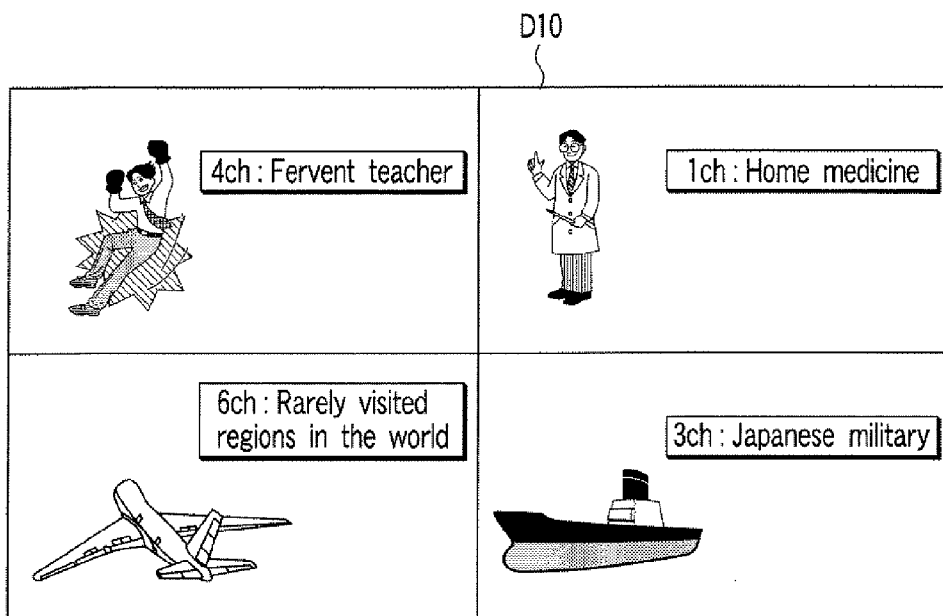 D10
4ch : Fervent teacher
1ch : Home medicine
6ch : Rarely visited
regions in the world
3ch : Japanese military